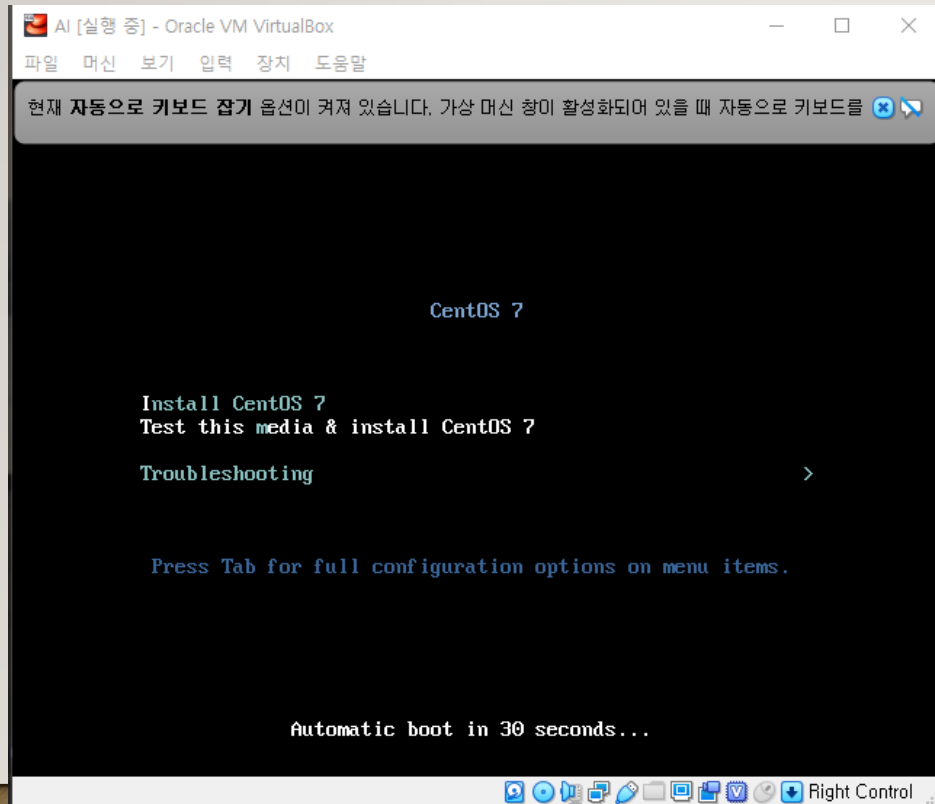 AI [실행 중] - Oracle VM VirtualBox
파일 머신 보기 입력 장치 도움말
현재 자동으로 키보드 잡기 옵션이 켜져 있습니다. 가상 머신 창이 활성화되어 있을 때 자동으로 키보드를
CentOS 7
Install CentOS 7
Test this media & install CentOS 7
Troubleshooting >
Press Tab for full configuration options on menu items.
Automatic boot in 30 seconds...
Right Control